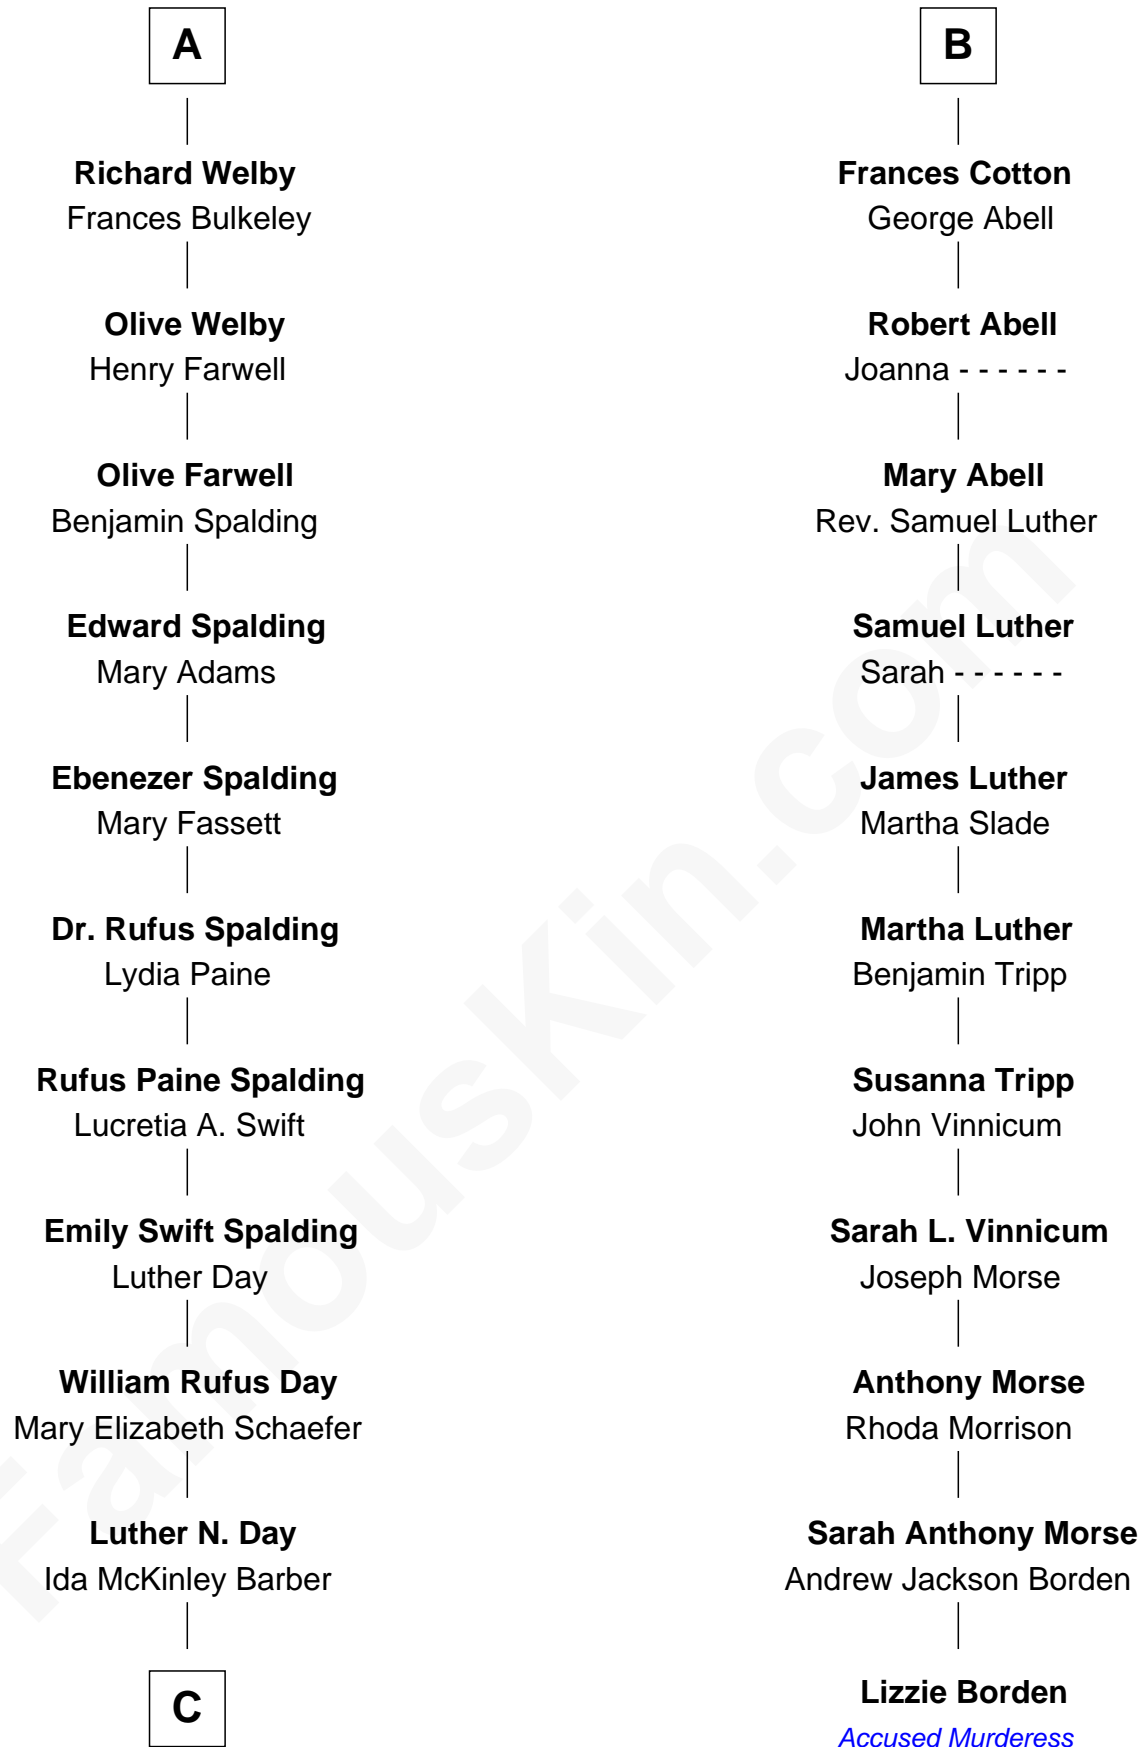 A
Richard Welby
Frances Bulkeley
Olive Welby
Henry Farwell
Olive Farwell
Benjamin Spalding
Edward Spalding
Mary Adams
Ebenezer Spalding
Mary Fassett
Dr. Rufus Spalding
Lydia Paine
Rufus Paine Spalding
Lucretia A. Swift
Emily Swift Spalding
Luther Day
William Rufus Day
Mary Elizabeth Schaefer
Luther N. Day
Ida McKinley Barber
C
B
Frances Cotton
George Abell
Robert Abell
Joanna - - - - - -
Mary Abell
Rev. Samuel Luther
Samuel Luther
Sarah - - - - - -
James Luther
Martha Slade
Martha Luther
Benjamin Tripp
Susanna Tripp
John Vinnicum
Sarah L. Vinnicum
Joseph Morse
Anthony Morse
Rhoda Morrison
Sarah Anthony Morse
Andrew Jackson Borden
Lizzie Borden
Accused Murderess
FamousKin.com